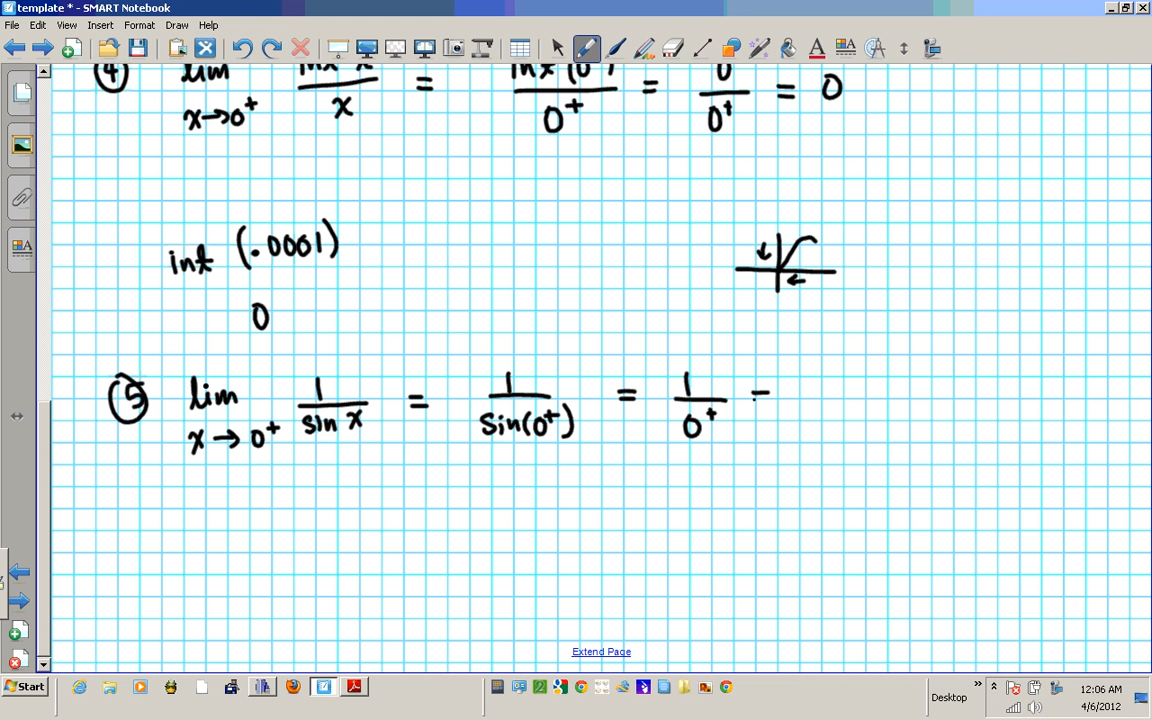 template * - SMART Notebook
File Edit View Insert Format Draw Help
④ lim x→0⁺ int x / x = int (0⁺) / 0⁺ = 0 / 0⁺ = 0
int (.0001)
0
⑤ lim x→0⁺ 1 / sin x = 1 / sin(0⁺) = 1 / 0⁺ =
Extend Page
Start
Desktop » 12:06 AM
4/6/2012